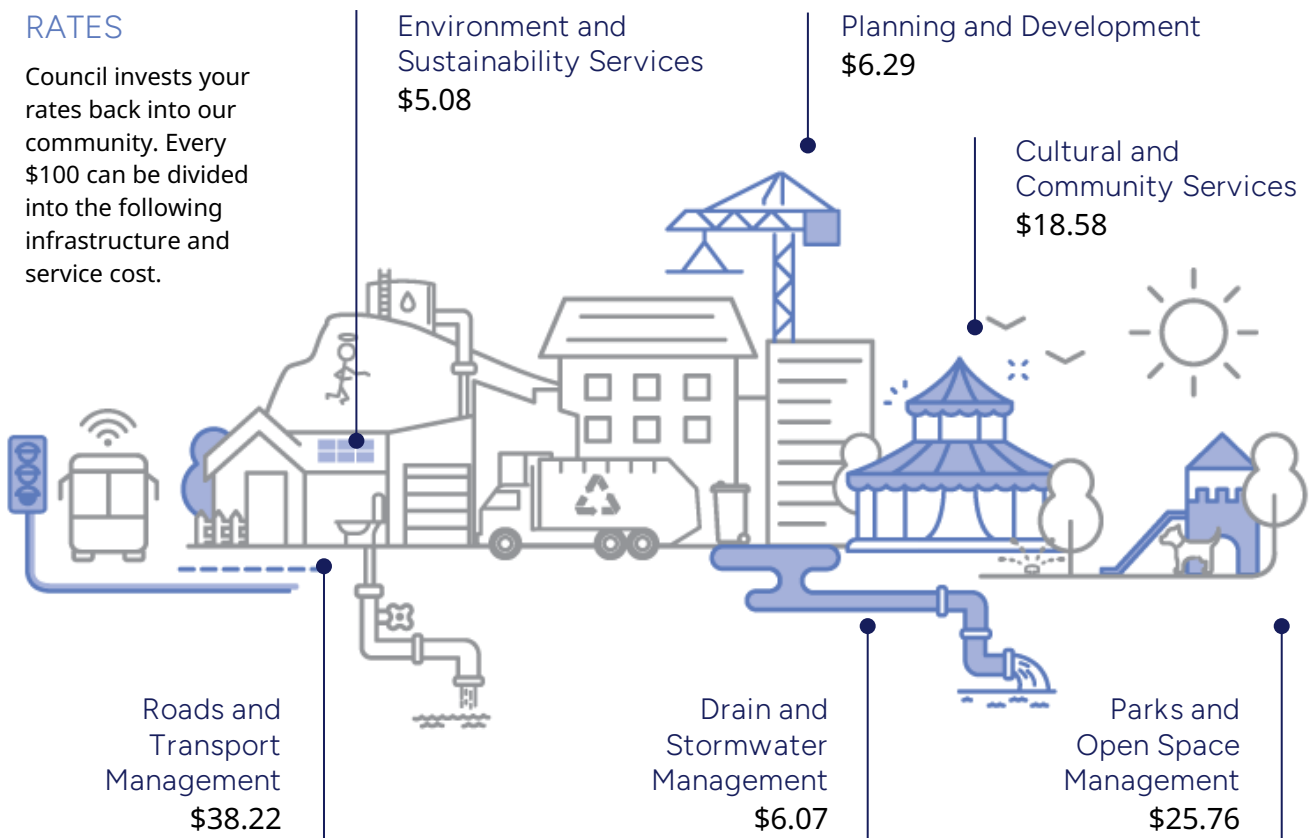 RATES
Council invests your
rates back into our
community. Every
$100 can be divided
into the following
infrastructure and
service cost.
Environment and
Sustainability Services
$5.08
Planning and Development
$6.29
Cultural and
Community Services
$18.58
Roads and
Transport
Management
$38.22
Drain and
Stormwater
Management
$6.07
Parks and
Open Space
Management
$25.76